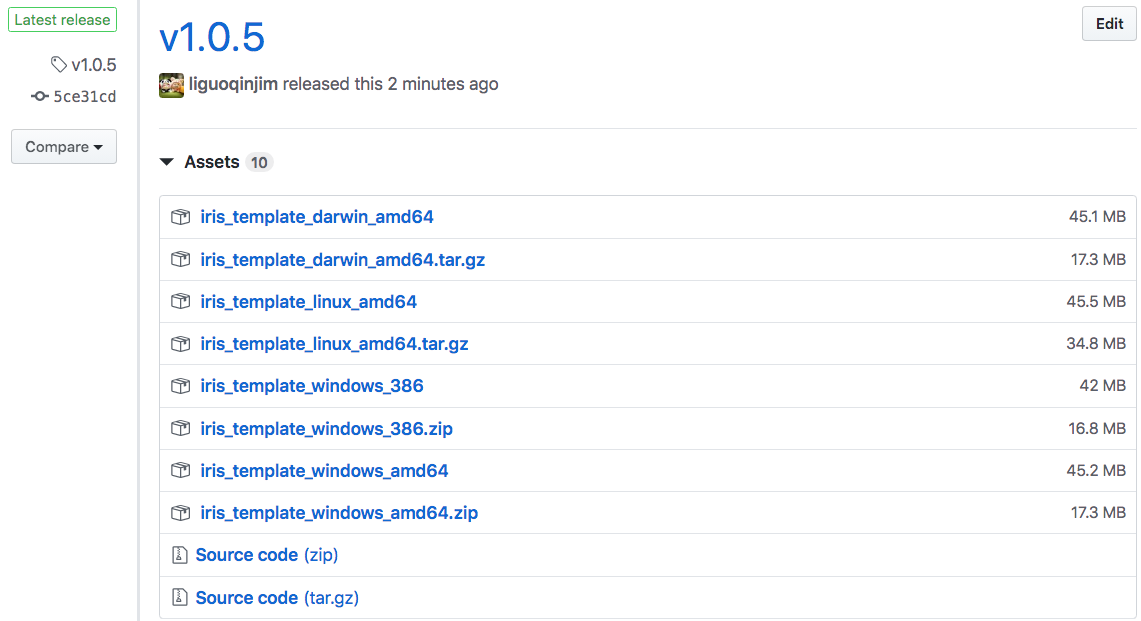 Latest release
v1.0.5
5ce31cd
Compare
v1.0.5
Edit
liguoqinjim released this 2 minutes ago
Assets 10
iris_template_darwin_amd64 45.1 MB
iris_template_darwin_amd64.tar.gz 17.3 MB
iris_template_linux_amd64 45.5 MB
iris_template_linux_amd64.tar.gz 34.8 MB
iris_template_windows_386 42 MB
iris_template_windows_386.zip 16.8 MB
iris_template_windows_amd64 45.2 MB
iris_template_windows_amd64.zip 17.3 MB
Source code (zip)
Source code (tar.gz)